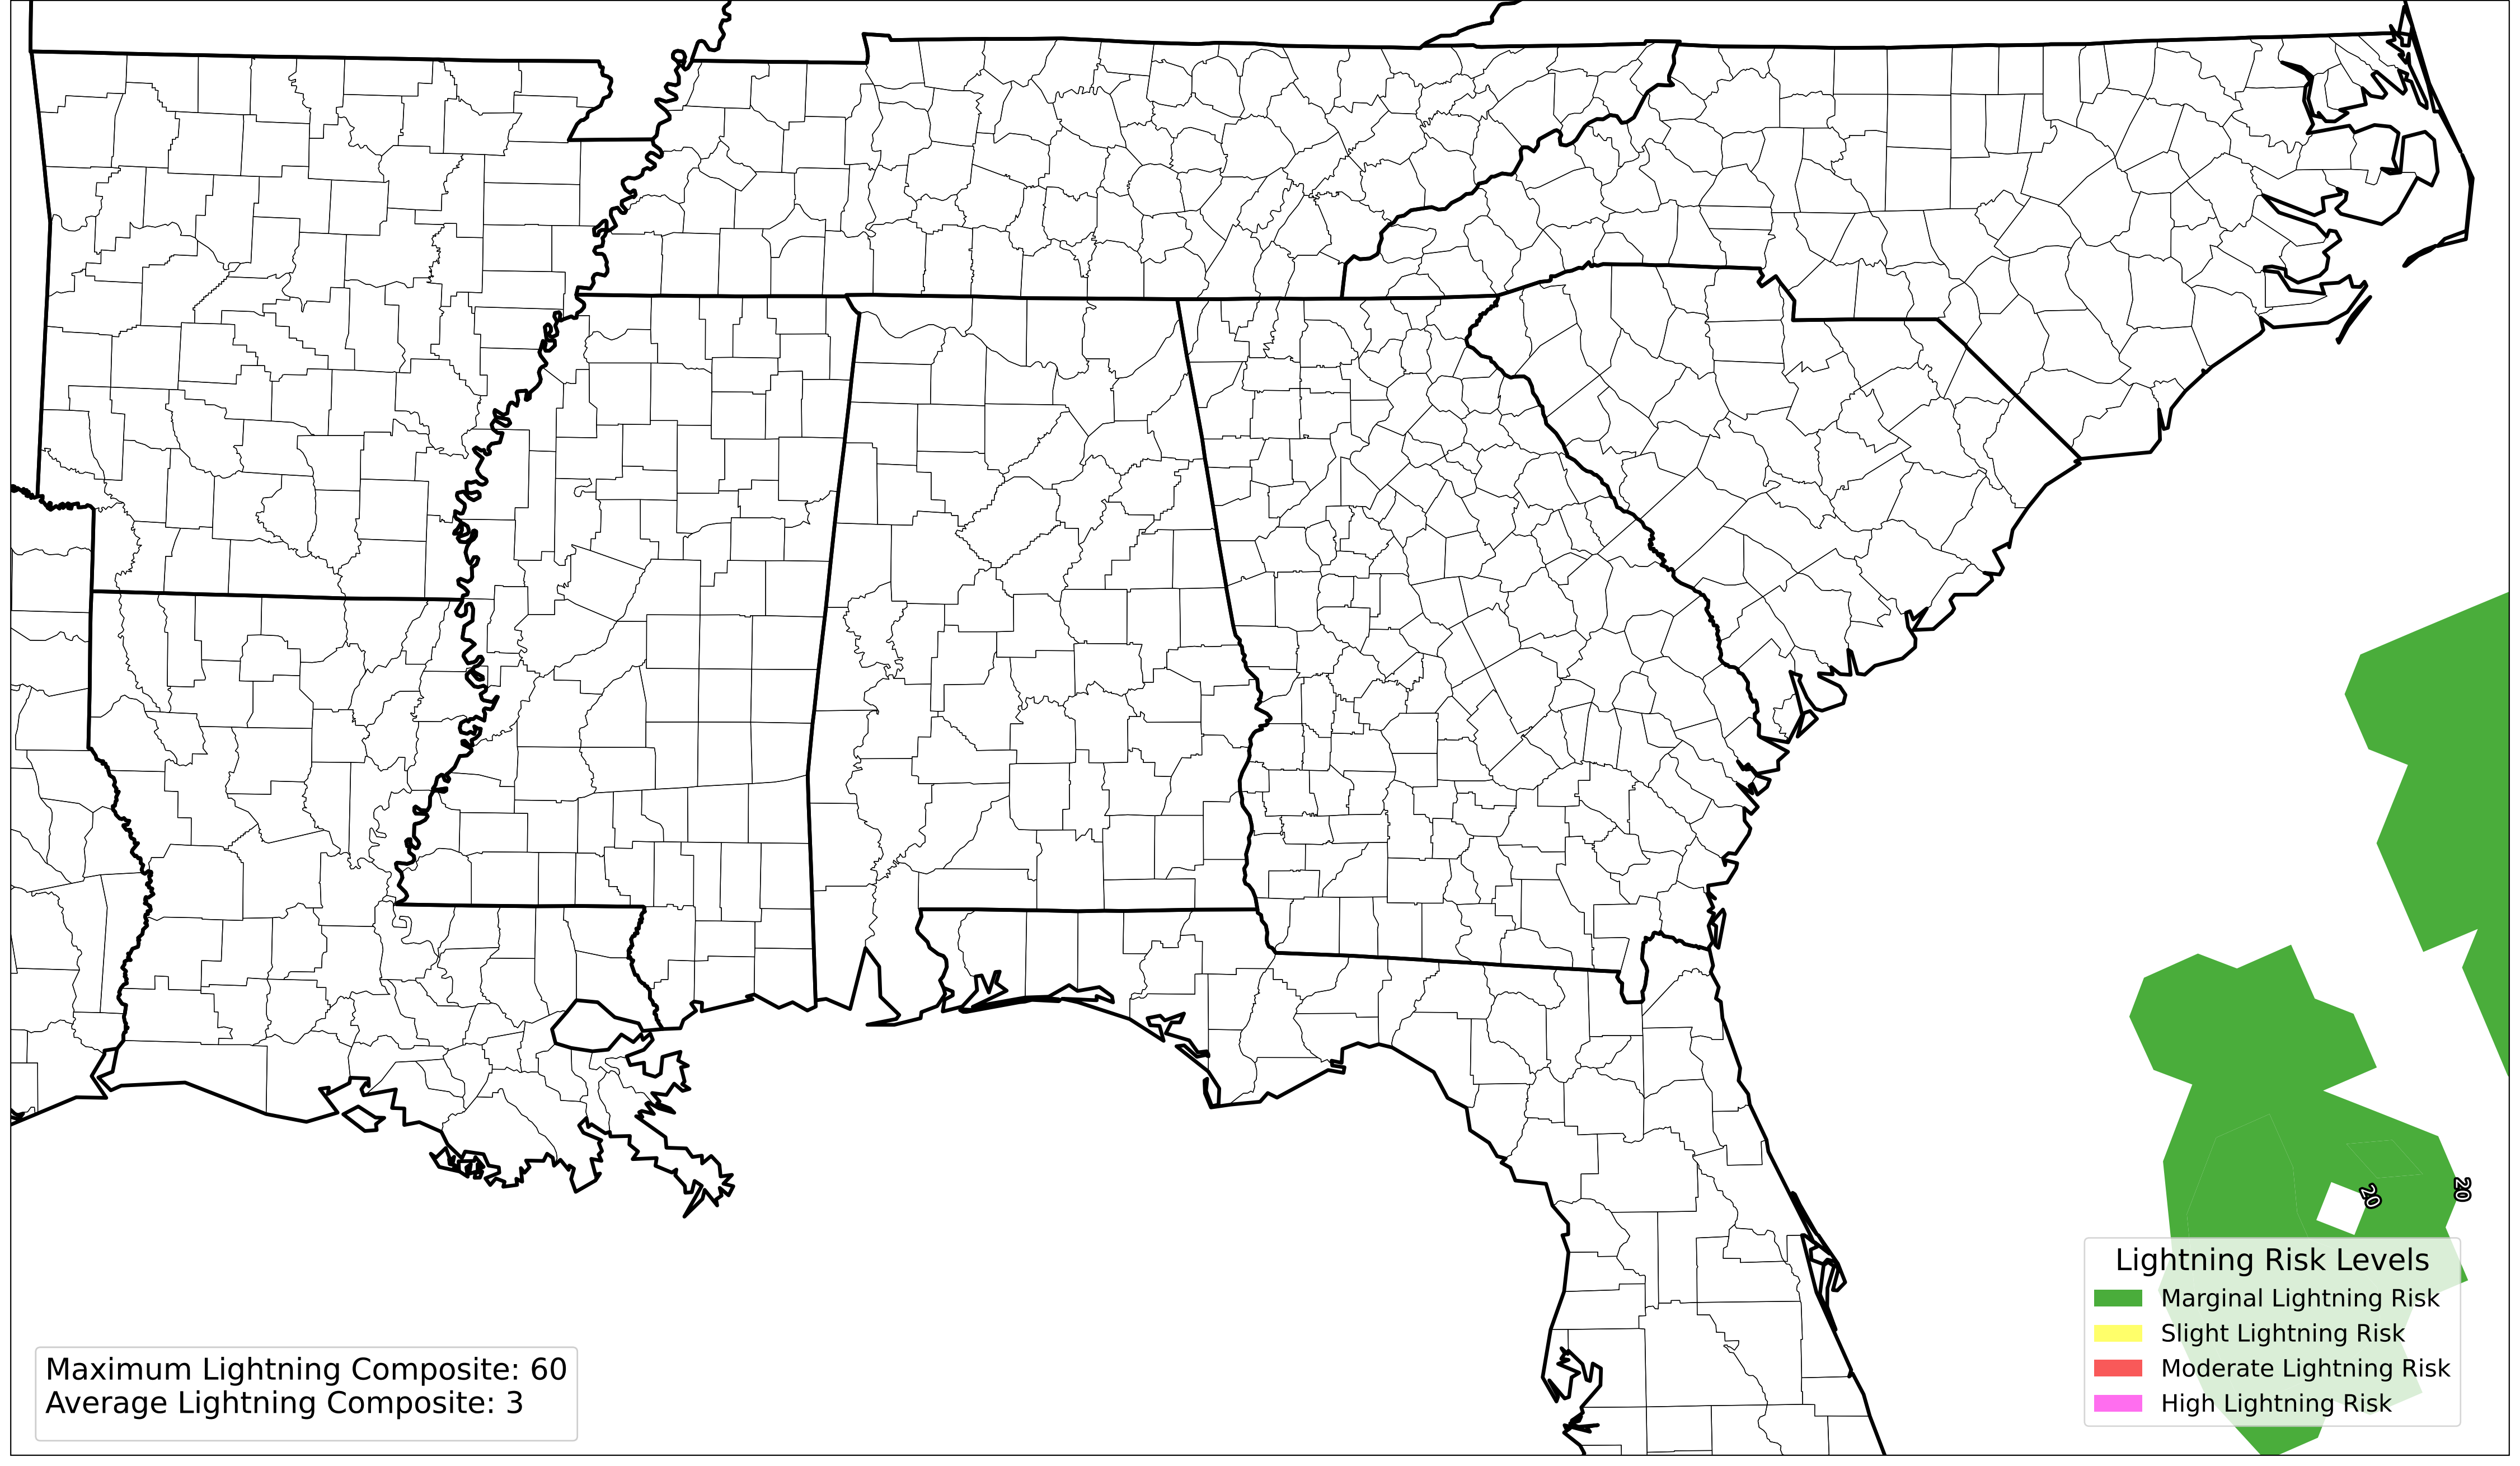 20
20
Lightning Risk Levels
Marginal Lightning Risk
Slight Lightning Risk
Moderate Lightning Risk
High Lightning Risk
Maximum Lightning Composite: 60
Average Lightning Composite: 3